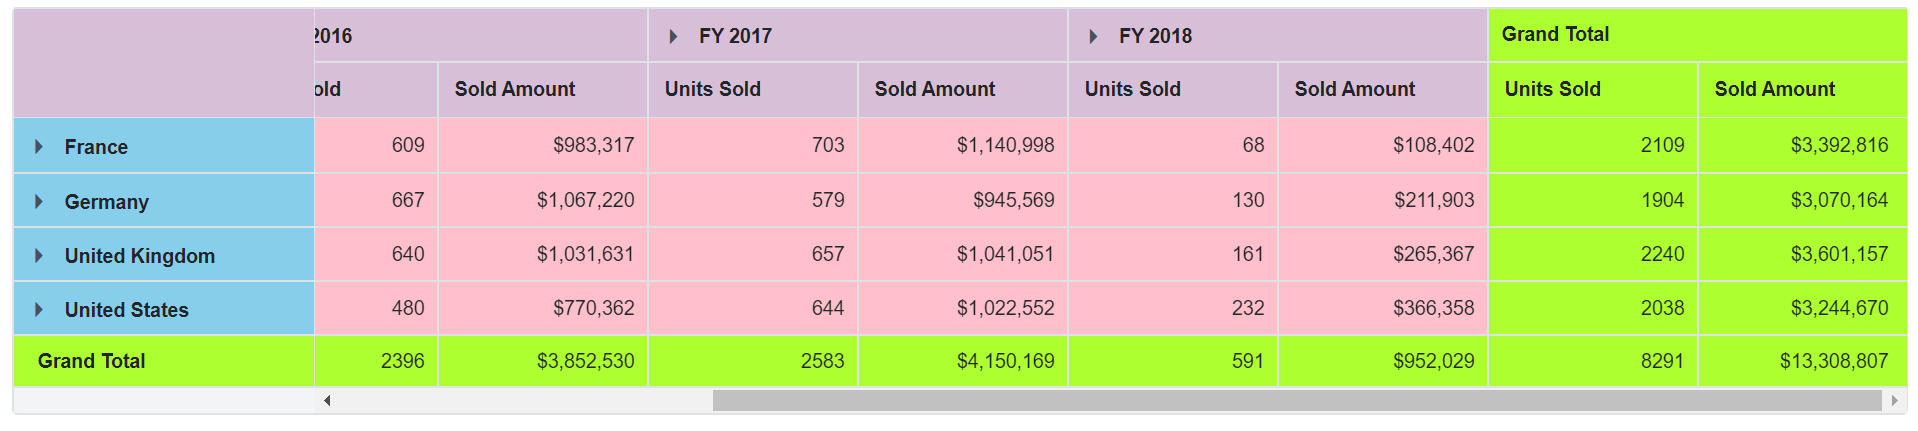 2016 FY 2017 FY 2018 Grand Total
old Sold Amount Units Sold Sold Amount Units Sold Sold Amount Units Sold Sold Amount
France 609 $983,317 703 $1,140,998 68 $108,402 2109 $3,392,816
Germany 667 $1,067,220 579 $945,569 130 $211,903 1904 $3,070,164
United Kingdom 640 $1,031,631 657 $1,041,051 161 $265,367 2240 $3,601,157
United States 480 $770,362 644 $1,022,552 232 $366,358 2038 $3,244,670
Grand Total 2396 $3,852,530 2583 $4,150,169 591 $952,029 8291 $13,308,807